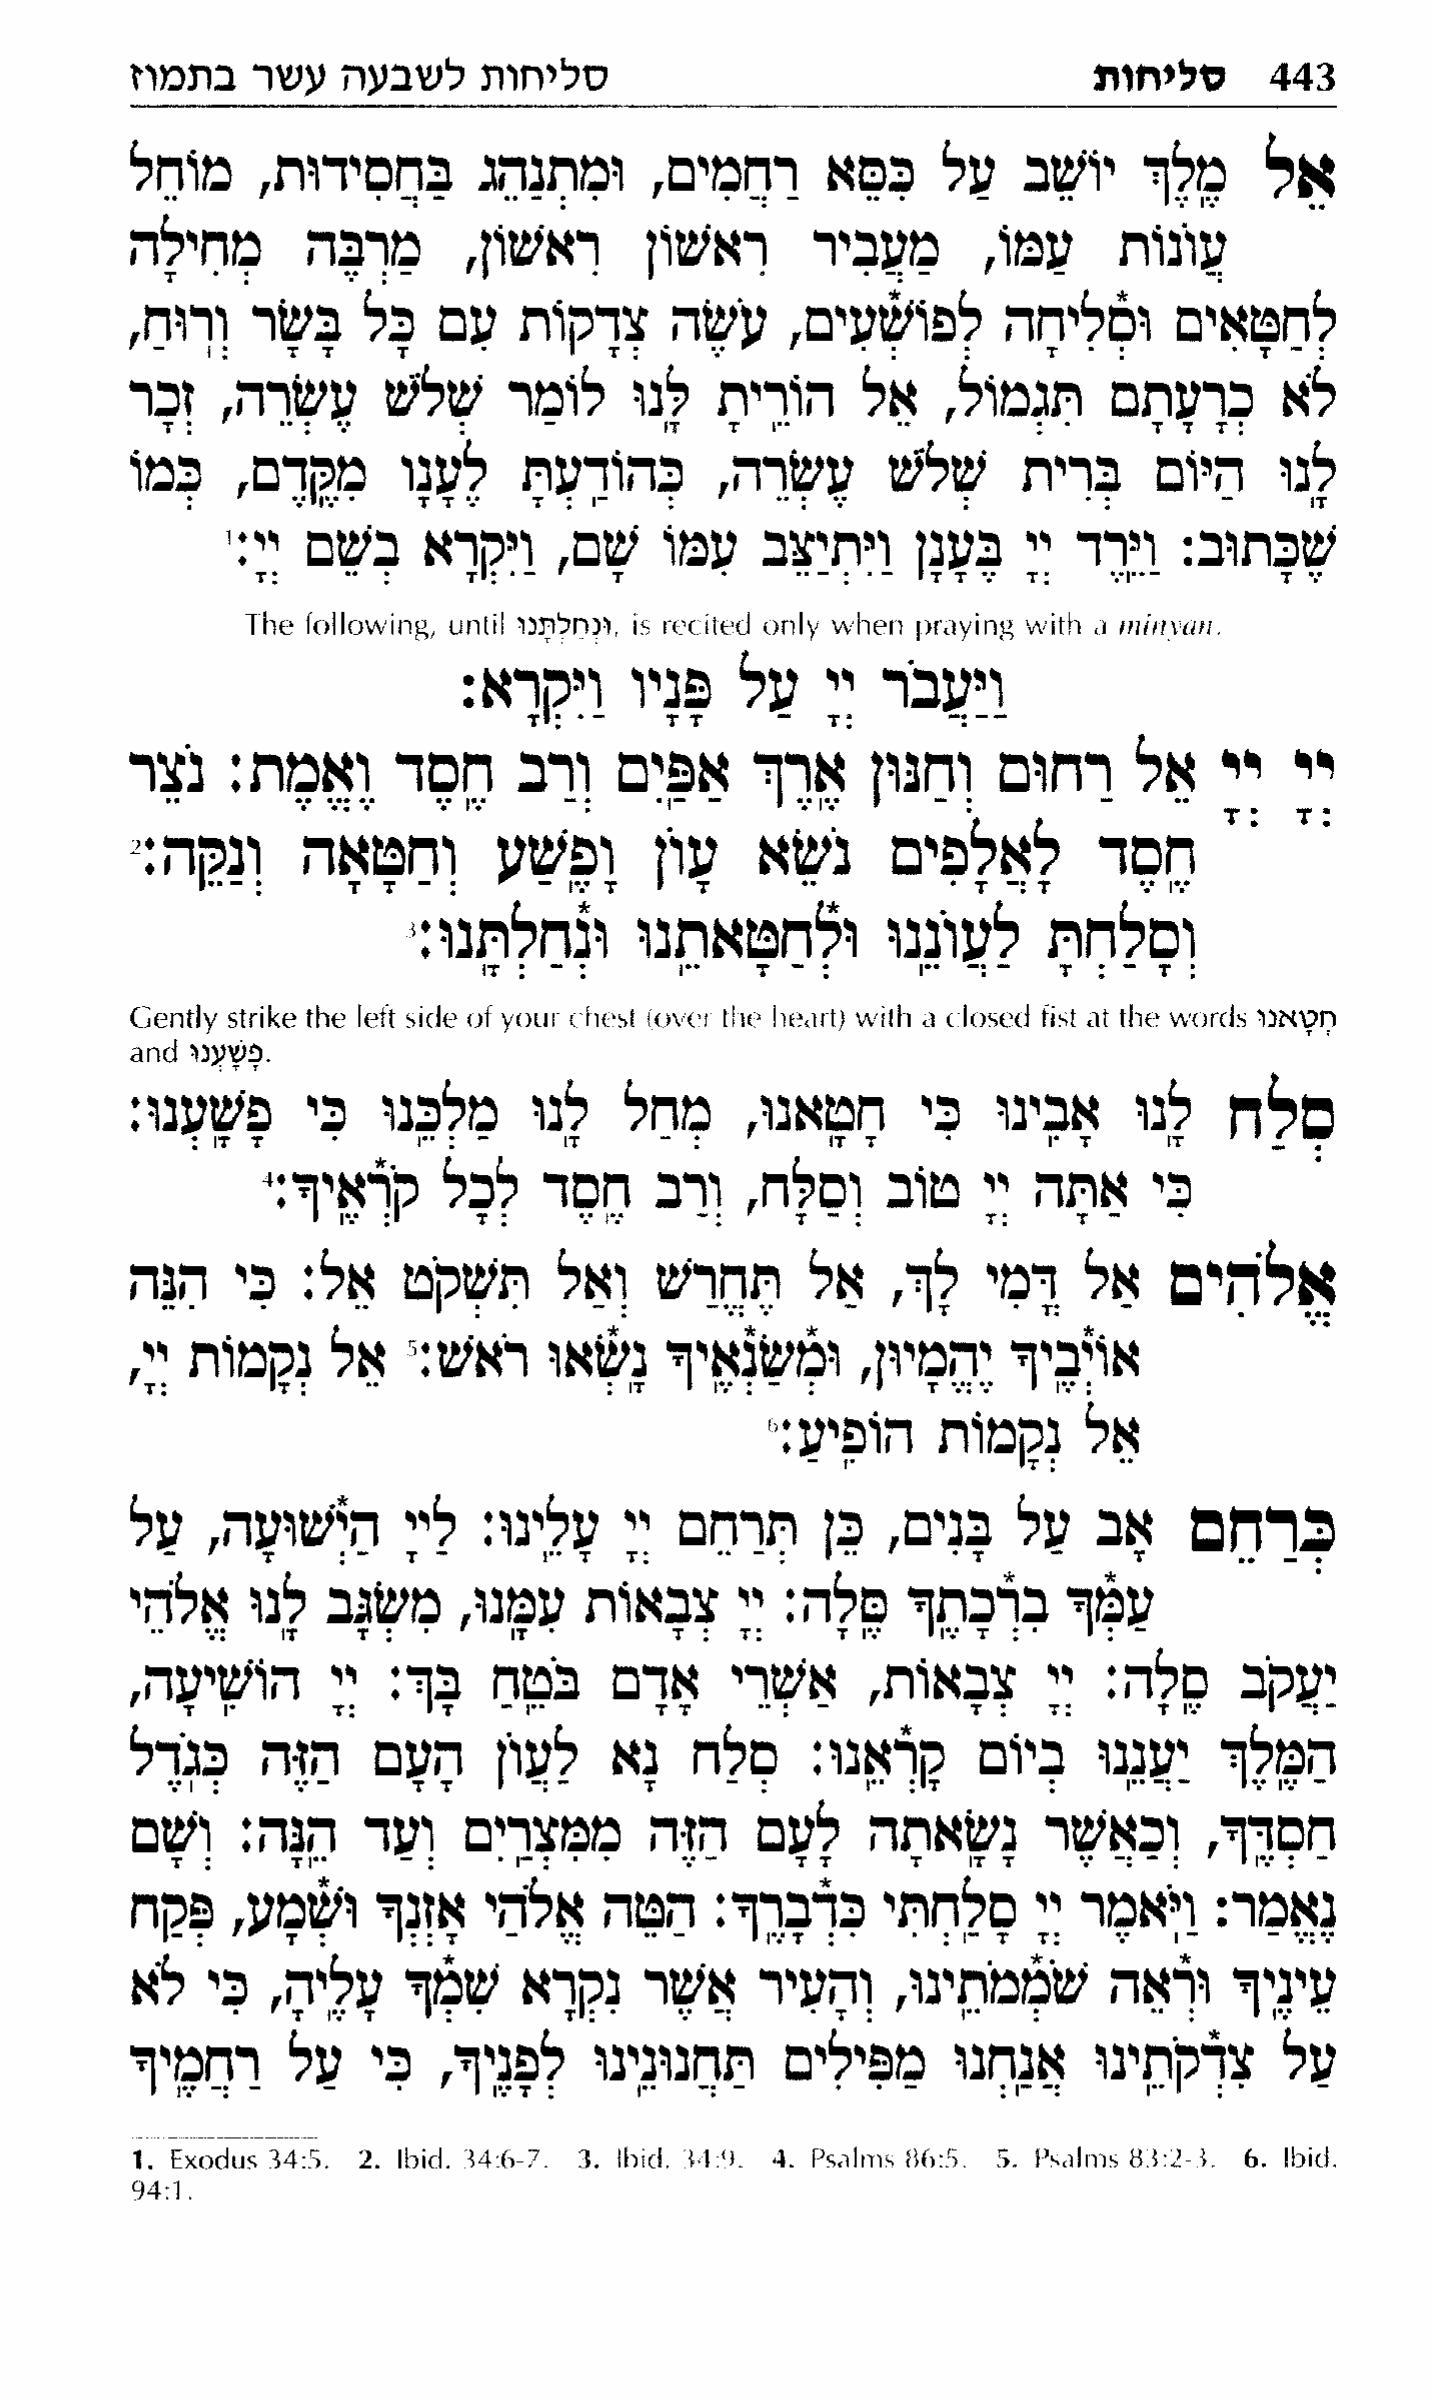 443 סליחות סליחות לשבעה עשר בתמוז
אֵל מֶֽלֶךְ יוֹשֵׁב עַל כִּסֵּא רַחֲמִים, וּמִתְנַהֵג בַּחֲסִידוּת, מוֹחֵל
עֲוֹנוֹת עַמּוֹ, מַעֲבִיר רִאשׁוֹן רִאשׁוֹן, מַרְבֶּה מְחִילָה
לְחַטָּאִים וּסְ*לִיחָה לְפוֹשְׁ*עִים, עֹשֶׂה צְדָקוֹת עִם כָּל בָּשָׂר וְרֽוּחַ,
לֹא כְרָעָתָם תִּגְמוֹל, אֵל הוֹרֵֽיתָ לָּֽנוּ לוֹמַר שְׁלֹשׁ עֶשְׂרֵה, זְכָר
לָֽנוּ הַיּוֹם בְּרִית שְׁלֹשׁ עֶשְׂרֵה, כְּהוֹדַֽעְתָּ לֶעָנָו מִקֶּֽדֶם, כְּמוֹ
שֶׁכָּתוּב: וַיֵּֽרֶד יְיָ בֶּעָנָן וַיִּתְיַצֵּב עִמּוֹ שָׁם, וַיִּקְרָא בְשֵׁם יְיָ:1
The following, until וּנְחַלְתָּנוּ, is recited only when praying with a minyan.
וַיַּעֲבֹר יְיָ עַל פָּנָיו וַיִּקְרָא:
יְיָ יְיָ אֵל רַחוּם וְחַנּוּן אֶֽרֶךְ אַפַּֽיִם וְרַב חֶֽסֶד וֶאֱמֶת: נֹצֵר
חֶֽסֶד לָאֲלָפִים נֹשֵׂא עָוֹן וָפֶֽשַׁע וְחַטָּאָה וְנַקֵּה:2
וְסָלַחְתָּ לַעֲוֹנֵֽנוּ וּלְ*חַטָּאתֵֽנוּ וּנְ*חַלְתָּֽנוּ:3
Gently strike the left side of your chest (over the heart) with a closed fist at the words חָטָאנוּ
and פָשָׁעְנוּ.
סְלַח לָֽנוּ אָבִֽינוּ כִּי חָטָֽאנוּ, מְחַל לָֽנוּ מַלְכֵּֽנוּ כִּי פָשָֽׁעְנוּ:
כִּי אַתָּה יְיָ טוֹב וְסַלָּח, וְרַב חֶֽסֶד לְכָל קֹרְ*אֶֽיךָ:4
אֱלֹהִים אַל דֳּמִי לָךְ, אַל תֶּחֱרַשׁ וְאַל תִּשְׁקֹט אֵל: כִּי הִנֵּה
אוֹיְ*בֶֽיךָ יֶהֱמָיוּן, וּמְ*שַׂנְ*אֶֽיךָ נָֽשְׂ*אוּ רֹאשׁ:5 אֵל נְקָמוֹת יְיָ,
אֵל נְקָמוֹת הוֹפִֽיעַ:6
כְּרַחֵם אָב עַל בָּנִים, כֵּן תְּרַחֵם יְיָ עָלֵֽינוּ: לַייָ הַיְ*שׁוּעָה, עַל
עַמְּ*ךָ בִרְ*כָתֶֽךָ סֶּֽלָה: יְיָ צְבָאוֹת עִמָּֽנוּ, מִשְׂגָּב לָֽנוּ אֱלֹהֵי
יַעֲקֹב סֶֽלָה: יְיָ צְבָאוֹת, אַשְׁרֵי אָדָם בֹּטֵֽחַ בָּךְ: יְיָ הוֹשִֽׁיעָה,
הַמֶּֽלֶךְ יַעֲנֵֽנוּ בְיוֹם קָרְ*אֵֽנוּ: סְלַח נָא לַעֲוֹן הָעָם הַזֶּה כְּגֹֽדֶל
חַסְדֶּֽךָ, וְכַאֲשֶׁר נָשָֽׂאתָה לָעָם הַזֶּה מִמִּצְרַֽיִם וְעַד הֵֽנָּה: וְשָׁם
נֶאֱמַר: וַיֹּֽאמֶר יְיָ סָלַֽחְתִּי כִּדְ*בָרֶֽךָ: הַטֵּה אֱלֹהַי אָזְנְךָ וּשְׁ*מָע, פְּקַח
עֵינֶֽיךָ וּרְ*אֵה שֹׁמְ*מֹתֵֽינוּ, וְהָעִיר אֲשֶׁר נִקְרָא שִׁמְ*ךָ עָלֶֽיהָ, כִּי לֹא
עַל צִדְ*קֹתֵֽינוּ אֲנַֽחְנוּ מַפִּילִים תַּחֲנוּנֵֽינוּ לְפָנֶֽיךָ, כִּי עַל רַחֲמֶֽיךָ
1. Exodus 34:5. 2. Ibid. 34:6-7. 3. Ibid. 34:9. 4. Psalms 86:5. 5. Psalms 83:2-3. 6. Ibid.
94:1.